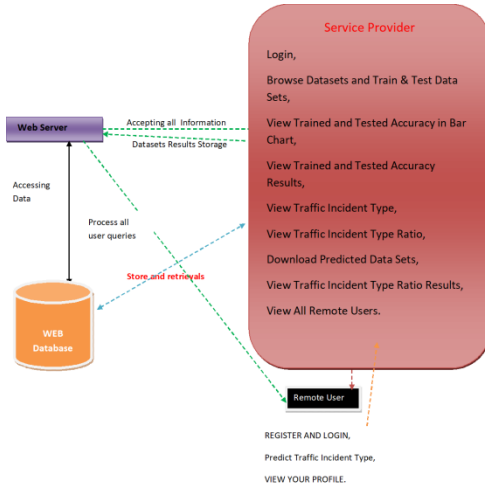 Service Provider
Login,
Browse Datasets and Train & Test Data
Sets,
View Trained and Tested Accuracy in Bar
Chart,
View Trained and Tested Accuracy
Results,
View Traffic Incident Type,
View Traffic Incident Type Ratio,
Download Predicted Data Sets,
View Traffic Incident Type Ratio Results,
View All Remote Users.
Web Server
Accepting all Information
Datasets Results Storage
Accessing
Data
Process all
user queries
Store and retrievals
WEB
Database
Remote User
REGISTER AND LOGIN,
Predict Traffic Incident Type,
VIEW YOUR PROFILE.